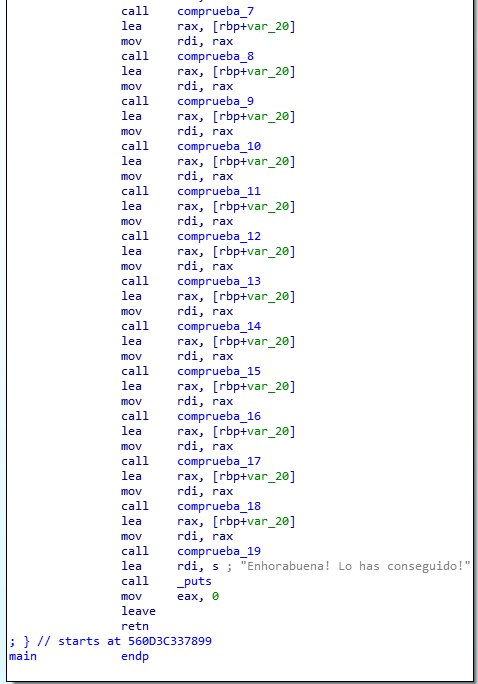 call comprueba_7
lea rax, [rbp+var_20]
mov rdi, rax
call comprueba_8
lea rax, [rbp+var_20]
mov rdi, rax
call comprueba_9
lea rax, [rbp+var_20]
mov rdi, rax
call comprueba_10
lea rax, [rbp+var_20]
mov rdi, rax
call comprueba_11
lea rax, [rbp+var_20]
mov rdi, rax
call comprueba_12
lea rax, [rbp+var_20]
mov rdi, rax
call comprueba_13
lea rax, [rbp+var_20]
mov rdi, rax
call comprueba_14
lea rax, [rbp+var_20]
mov rdi, rax
call comprueba_15
lea rax, [rbp+var_20]
mov rdi, rax
call comprueba_16
lea rax, [rbp+var_20]
mov rdi, rax
call comprueba_17
lea rax, [rbp+var_20]
mov rdi, rax
call comprueba_18
lea rax, [rbp+var_20]
mov rdi, rax
call comprueba_19
lea rdi, s ; "Enhorabuena! Lo has conseguido!"
call _puts
mov eax, 0
leave
retn
; } // starts at 560D3C337899
main endp